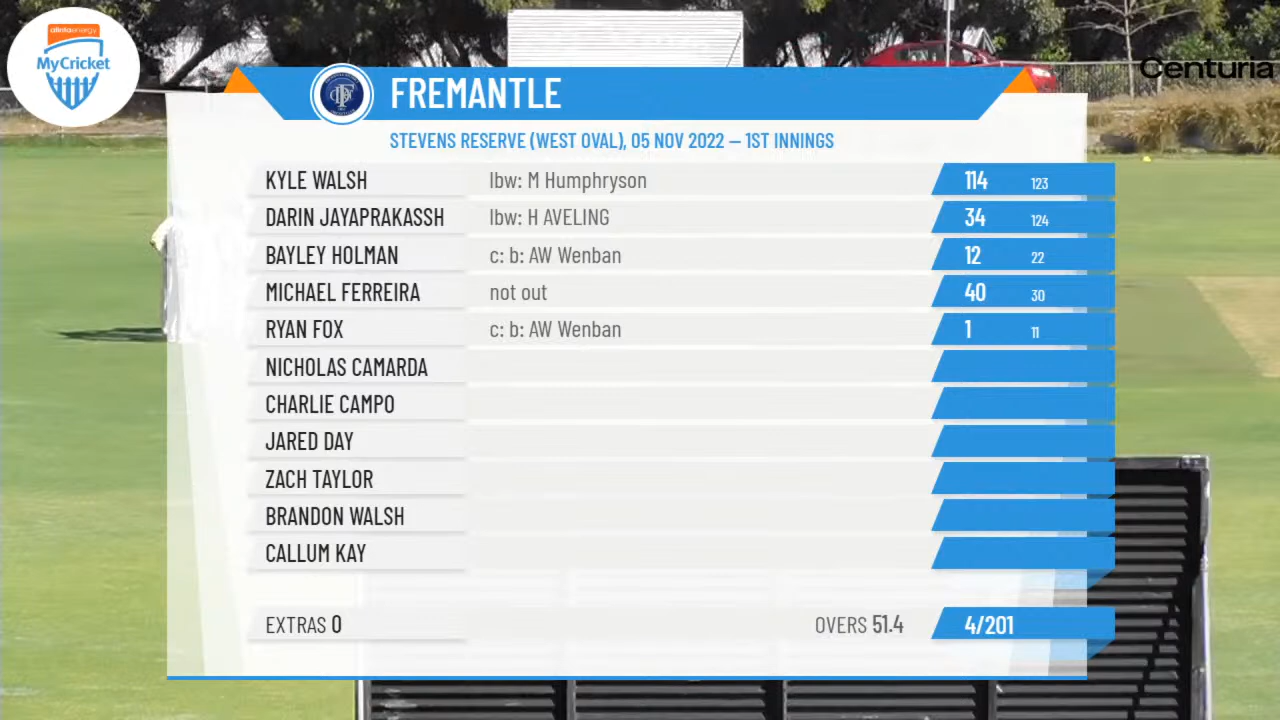 alintaenergy
MyCricket
Centuria
FREMANTLE
STEVENS RESERVE (WEST OVAL), 05 NOV 2022 – 1ST INNINGS
KYLE WALSH lbw: M Humphryson 114 123
DARIN JAYAPRAKASSH lbw: H AVELING 34 124
BAYLEY HOLMAN c: b: AW Wenban 12 22
MICHAEL FERREIRA not out 40 30
RYAN FOX c: b: AW Wenban 1 11
NICHOLAS CAMARDA
CHARLIE CAMPO
JARED DAY
ZACH TAYLOR
BRANDON WALSH
CALLUM KAY
EXTRAS 0 OVERS 51.4 4/201